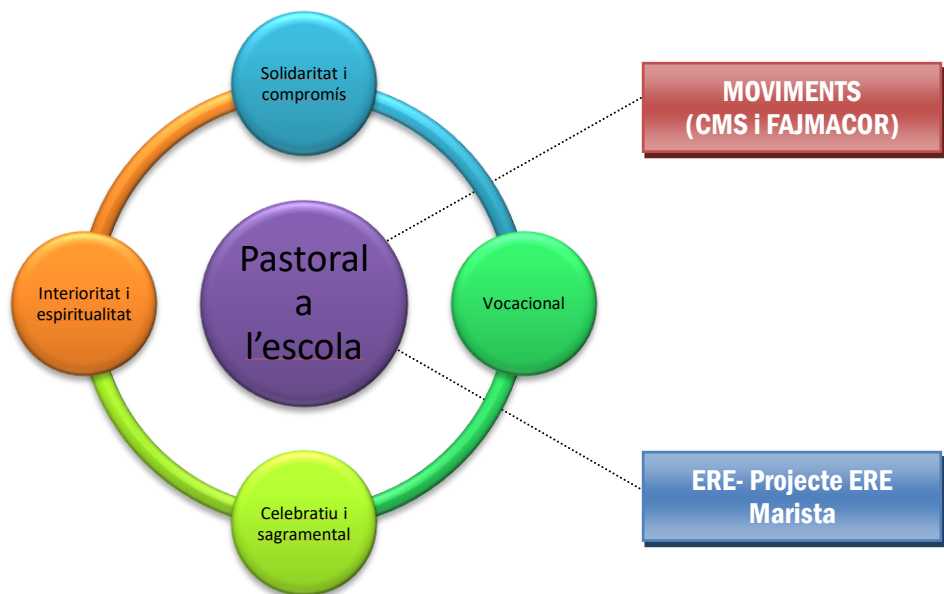 Solidaritat i
compromís
MOVIMENTS
(CMS i FAJMACOR)
Pastoral
a
l'escola
Interioritat i
espiritualitat
Vocacional
Celebratiu i
sagramental
ERE- Projecte ERE
Marista